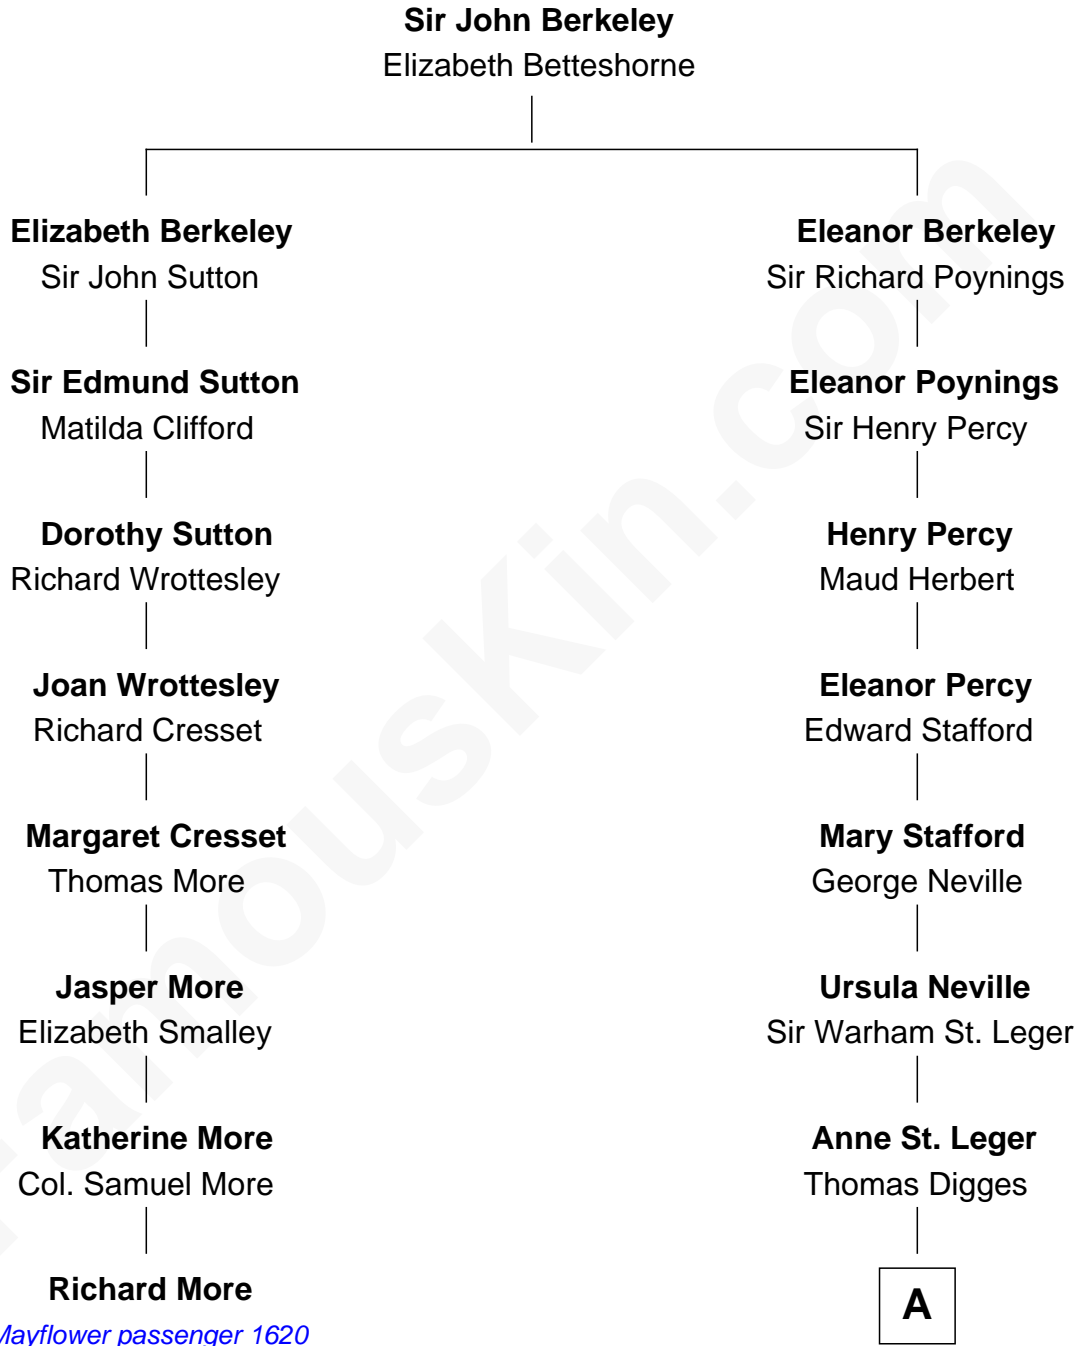 Sir John Berkeley
Elizabeth Betteshorne
Elizabeth Berkeley
Sir John Sutton
Eleanor Berkeley
Sir Richard Poynings
Sir Edmund Sutton
Matilda Clifford
Eleanor Poynings
Sir Henry Percy
Dorothy Sutton
Richard Wrottesley
Henry Percy
Maud Herbert
Joan Wrottesley
Richard Cresset
Eleanor Percy
Edward Stafford
Margaret Cresset
Thomas More
Mary Stafford
George Neville
Jasper More
Elizabeth Smalley
Ursula Neville
Sir Warham St. Leger
Katherine More
Col. Samuel More
Anne St. Leger
Thomas Digges
Richard More
Mayflower passenger 1620
A
FamousKin.com